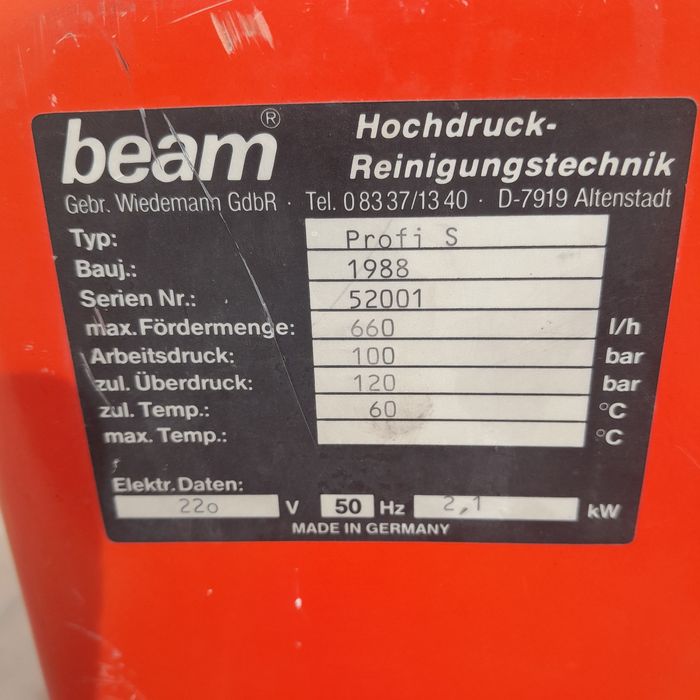 beam® Hochdruck-
Reinigungstechnik
Gebr. Wiedemann GdbR · Tel. 0 83 37/13 40 · D-7919 Altenstadt
Typ: Profi S
Bauj.: 1988
Serien Nr.: 52001
max. Fördermenge: 660 l/h
Arbeitsdruck: 100 bar
zul. Überdruck: 120 bar
zul. Temp.: 60 °C
max. Temp.: °C
Elektr. Daten:
22o V 50 Hz 2,1 kW
MADE IN GERMANY